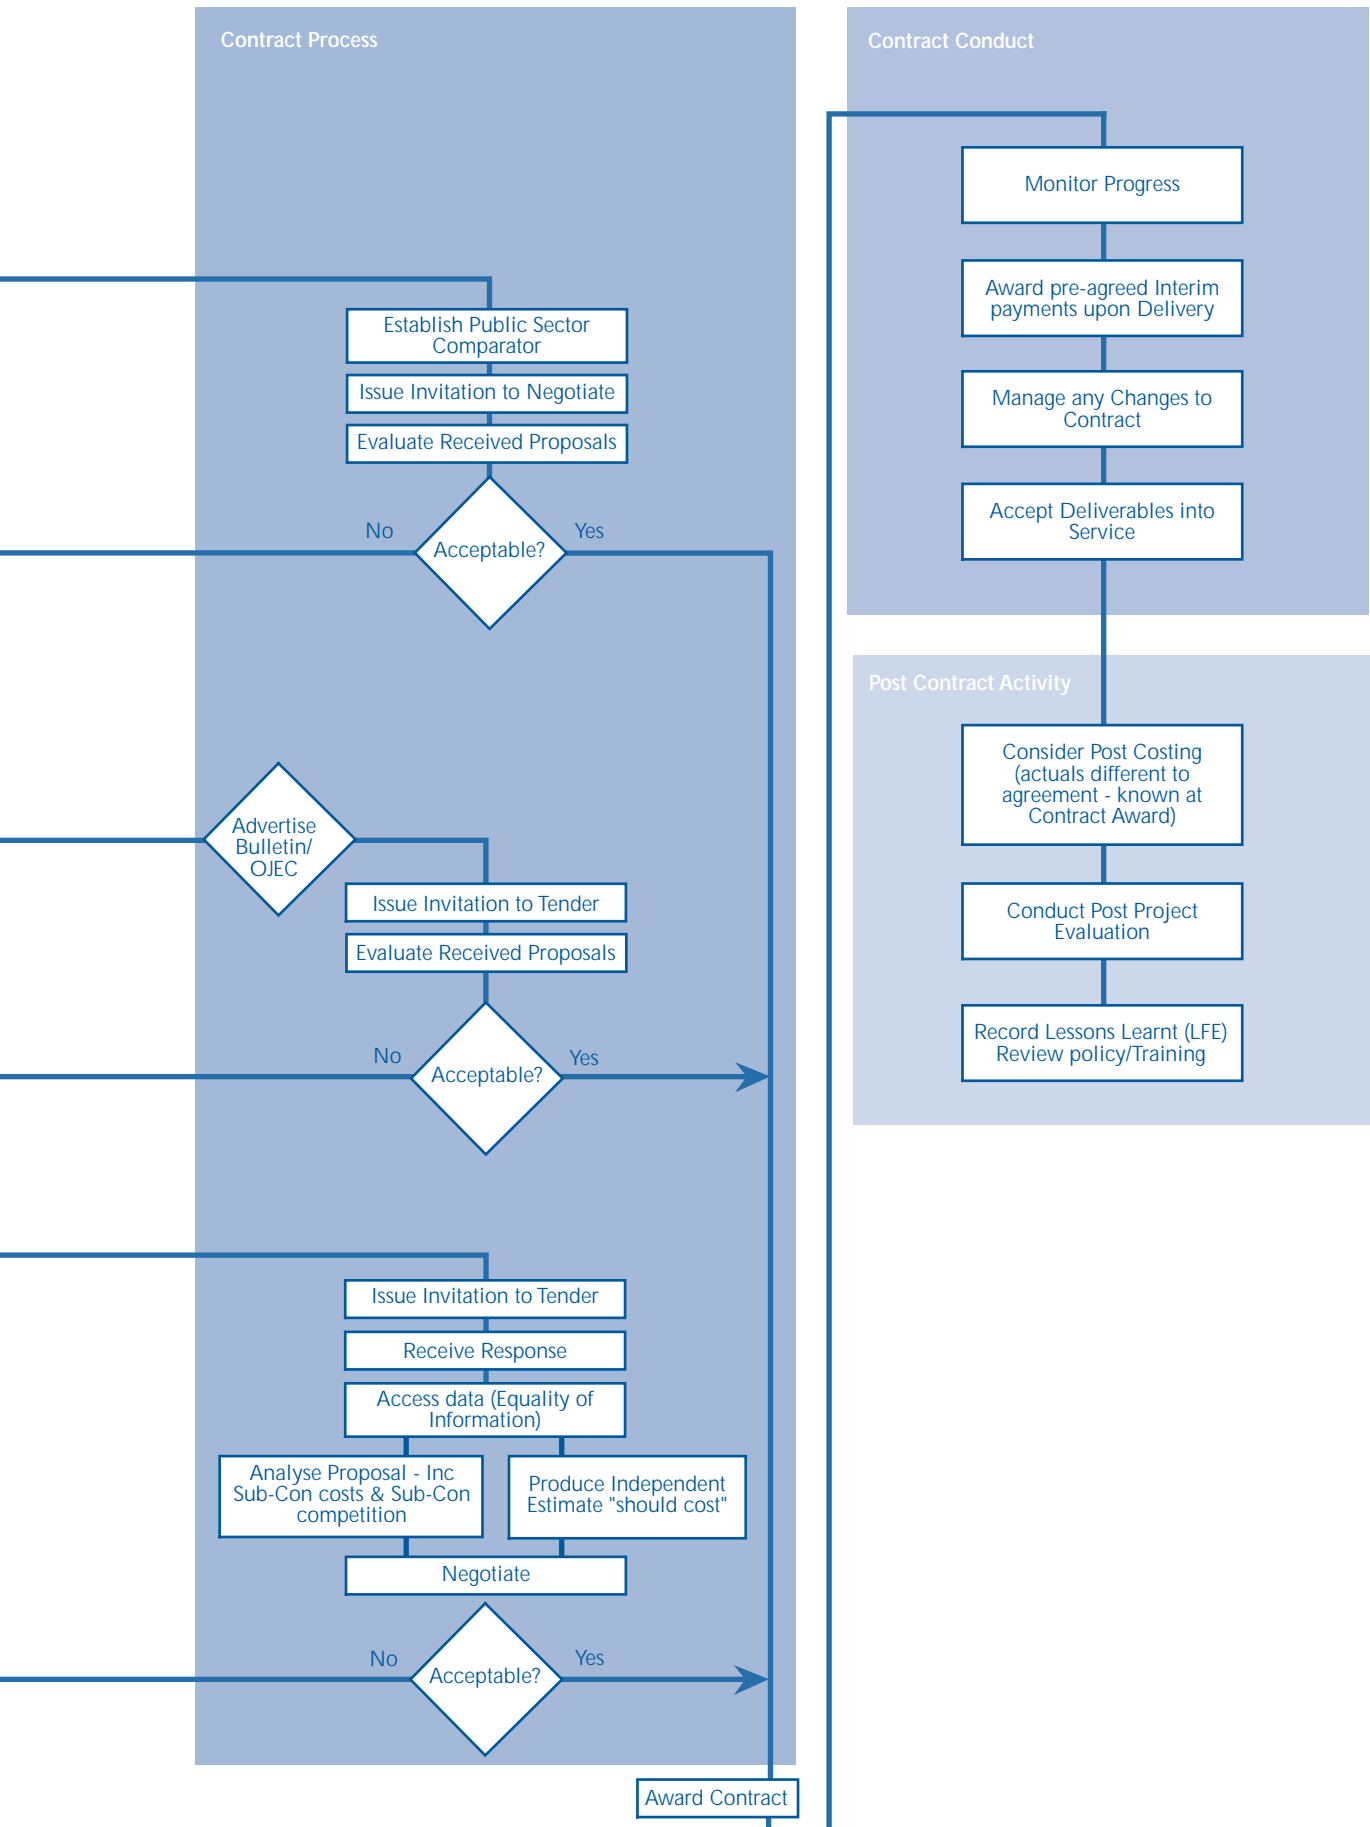 Contract Process
Establish Public Sector
Comparator
Issue Invitation to Negotiate
Evaluate Received Proposals
No
Yes
Acceptable?
Advertise
Bulletin/
OJEC
Issue Invitation to Tender
Evaluate Received Proposals
No
Yes
Acceptable?
Issue Invitation to Tender
Receive Response
Access data (Equality of
Information)
Analyse Proposal - Inc
Sub-Con costs & Sub-Con
competition
Produce Independent
Estimate "should cost"
Negotiate
No
Yes
Acceptable?
Award Contract
Contract Conduct
Monitor Progress
Award pre-agreed Interim
payments upon Delivery
Manage any Changes to
Contract
Accept Deliverables into
Service
Post Contract Activity
Consider Post Costing
(actuals different to
agreement - known at
Contract Award)
Conduct Post Project
Evaluation
Record Lessons Learnt (LFE)
Review policy/Training